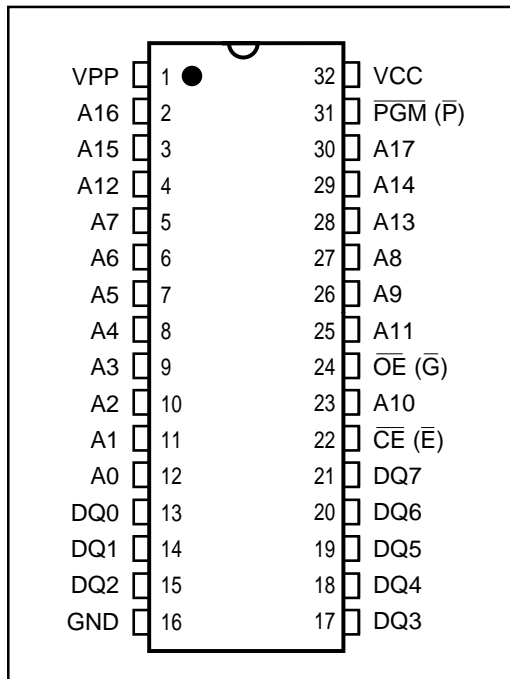 VPP 1 32 VCC
A16 2 31 P̅G̅M̅ (P̅)
A15 3 30 A17
A12 4 29 A14
A7 5 28 A13
A6 6 27 A8
A5 7 26 A9
A4 8 25 A11
A3 9 24 O̅E̅ (G̅)
A2 10 23 A10
A1 11 22 C̅E̅ (E̅)
A0 12 21 DQ7
DQ0 13 20 DQ6
DQ1 14 19 DQ5
DQ2 15 18 DQ4
GND 16 17 DQ3